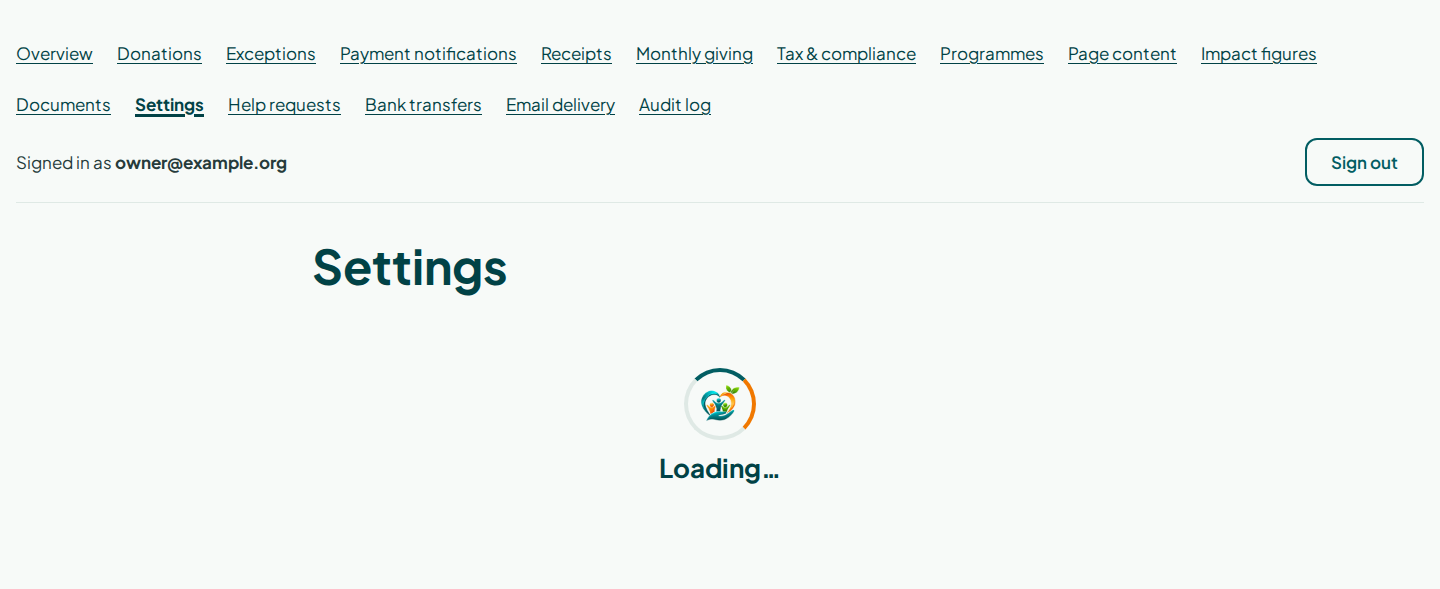 Overview Donations Exceptions Payment notifications Receipts Monthly giving Tax & compliance Programmes Page content Impact figures
Documents Settings Help requests Bank transfers Email delivery Audit log
Signed in as owner@example.org Sign out
Settings
Loading…